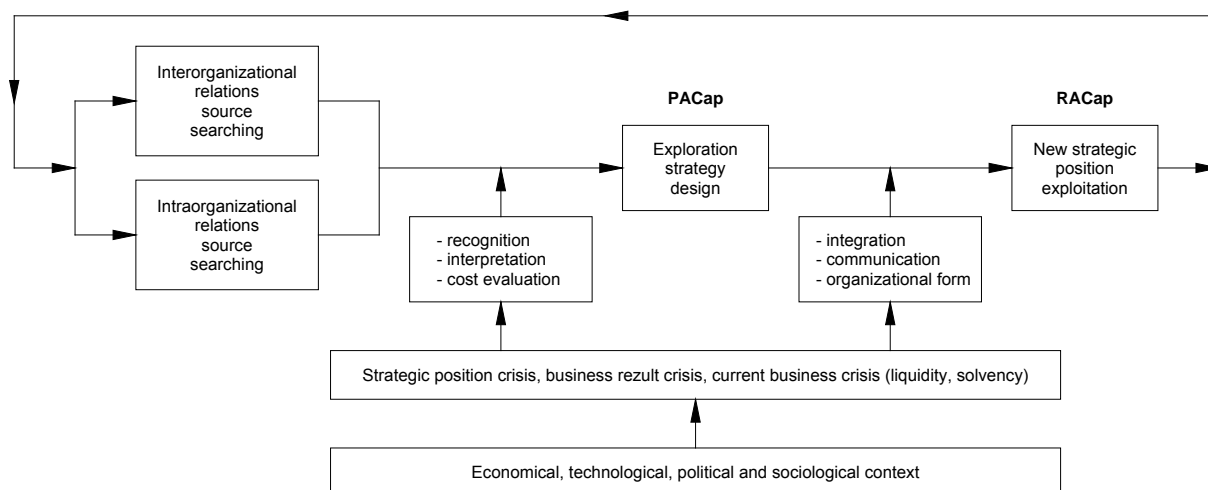 Interorganizational
relations
source
searching
Intraorganizational
relations
source
searching
- recognition
- interpretation
- cost evaluation
PACap
Exploration
strategy
design
- integration
- communication
- organizational form
RACap
New strategic
position
exploitation
Strategic position crisis, business rezult crisis, current business crisis (liquidity, solvency)
Economical, technological, political and sociological context